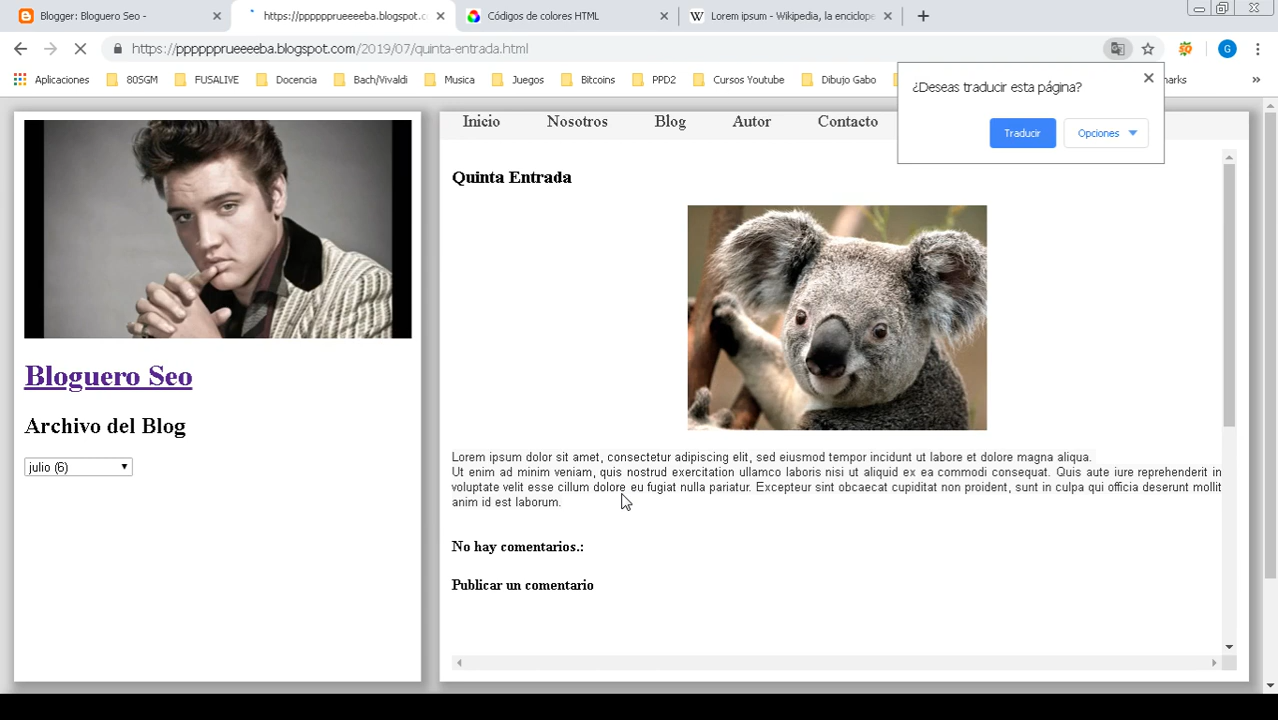 Blogger: Bloguero Seo -
https://ppppppprueeeeba.blogspot.c
Códigos de colores HTML
Lorem ipsum - Wikipedia, la enciclope
https://ppppppprueeeeba.blogspot.com/2019/07/quinta-entrada.html
G
Aplicaciones
80SGM
FUSALIVE
Docencia
Bach/Vivaldi
Musica
Juegos
Bitcoins
PPD2
Cursos Youtube
Dibujo Gabo
»
¿Deseas traducir esta página?
Traducir
Opciones
Bloguero Seo
Archivo del Blog
julio (6)
Inicio Nosotros Blog Autor Contacto
Quinta Entrada
Lorem ipsum dolor sit amet, consectetur adipiscing elit, sed eiusmod tempor incidunt ut labore et dolore magna aliqua.
Ut enim ad minim veniam, quis nostrud exercitation ullamco laboris nisi ut aliquid ex ea commodi consequat. Quis aute iure reprehenderit in
voluptate velit esse cillum dolore eu fugiat nulla pariatur. Excepteur sint obcaecat cupiditat non proident, sunt in culpa qui officia deserunt mollit
anim id est laborum.
No hay comentarios.:
Publicar un comentario